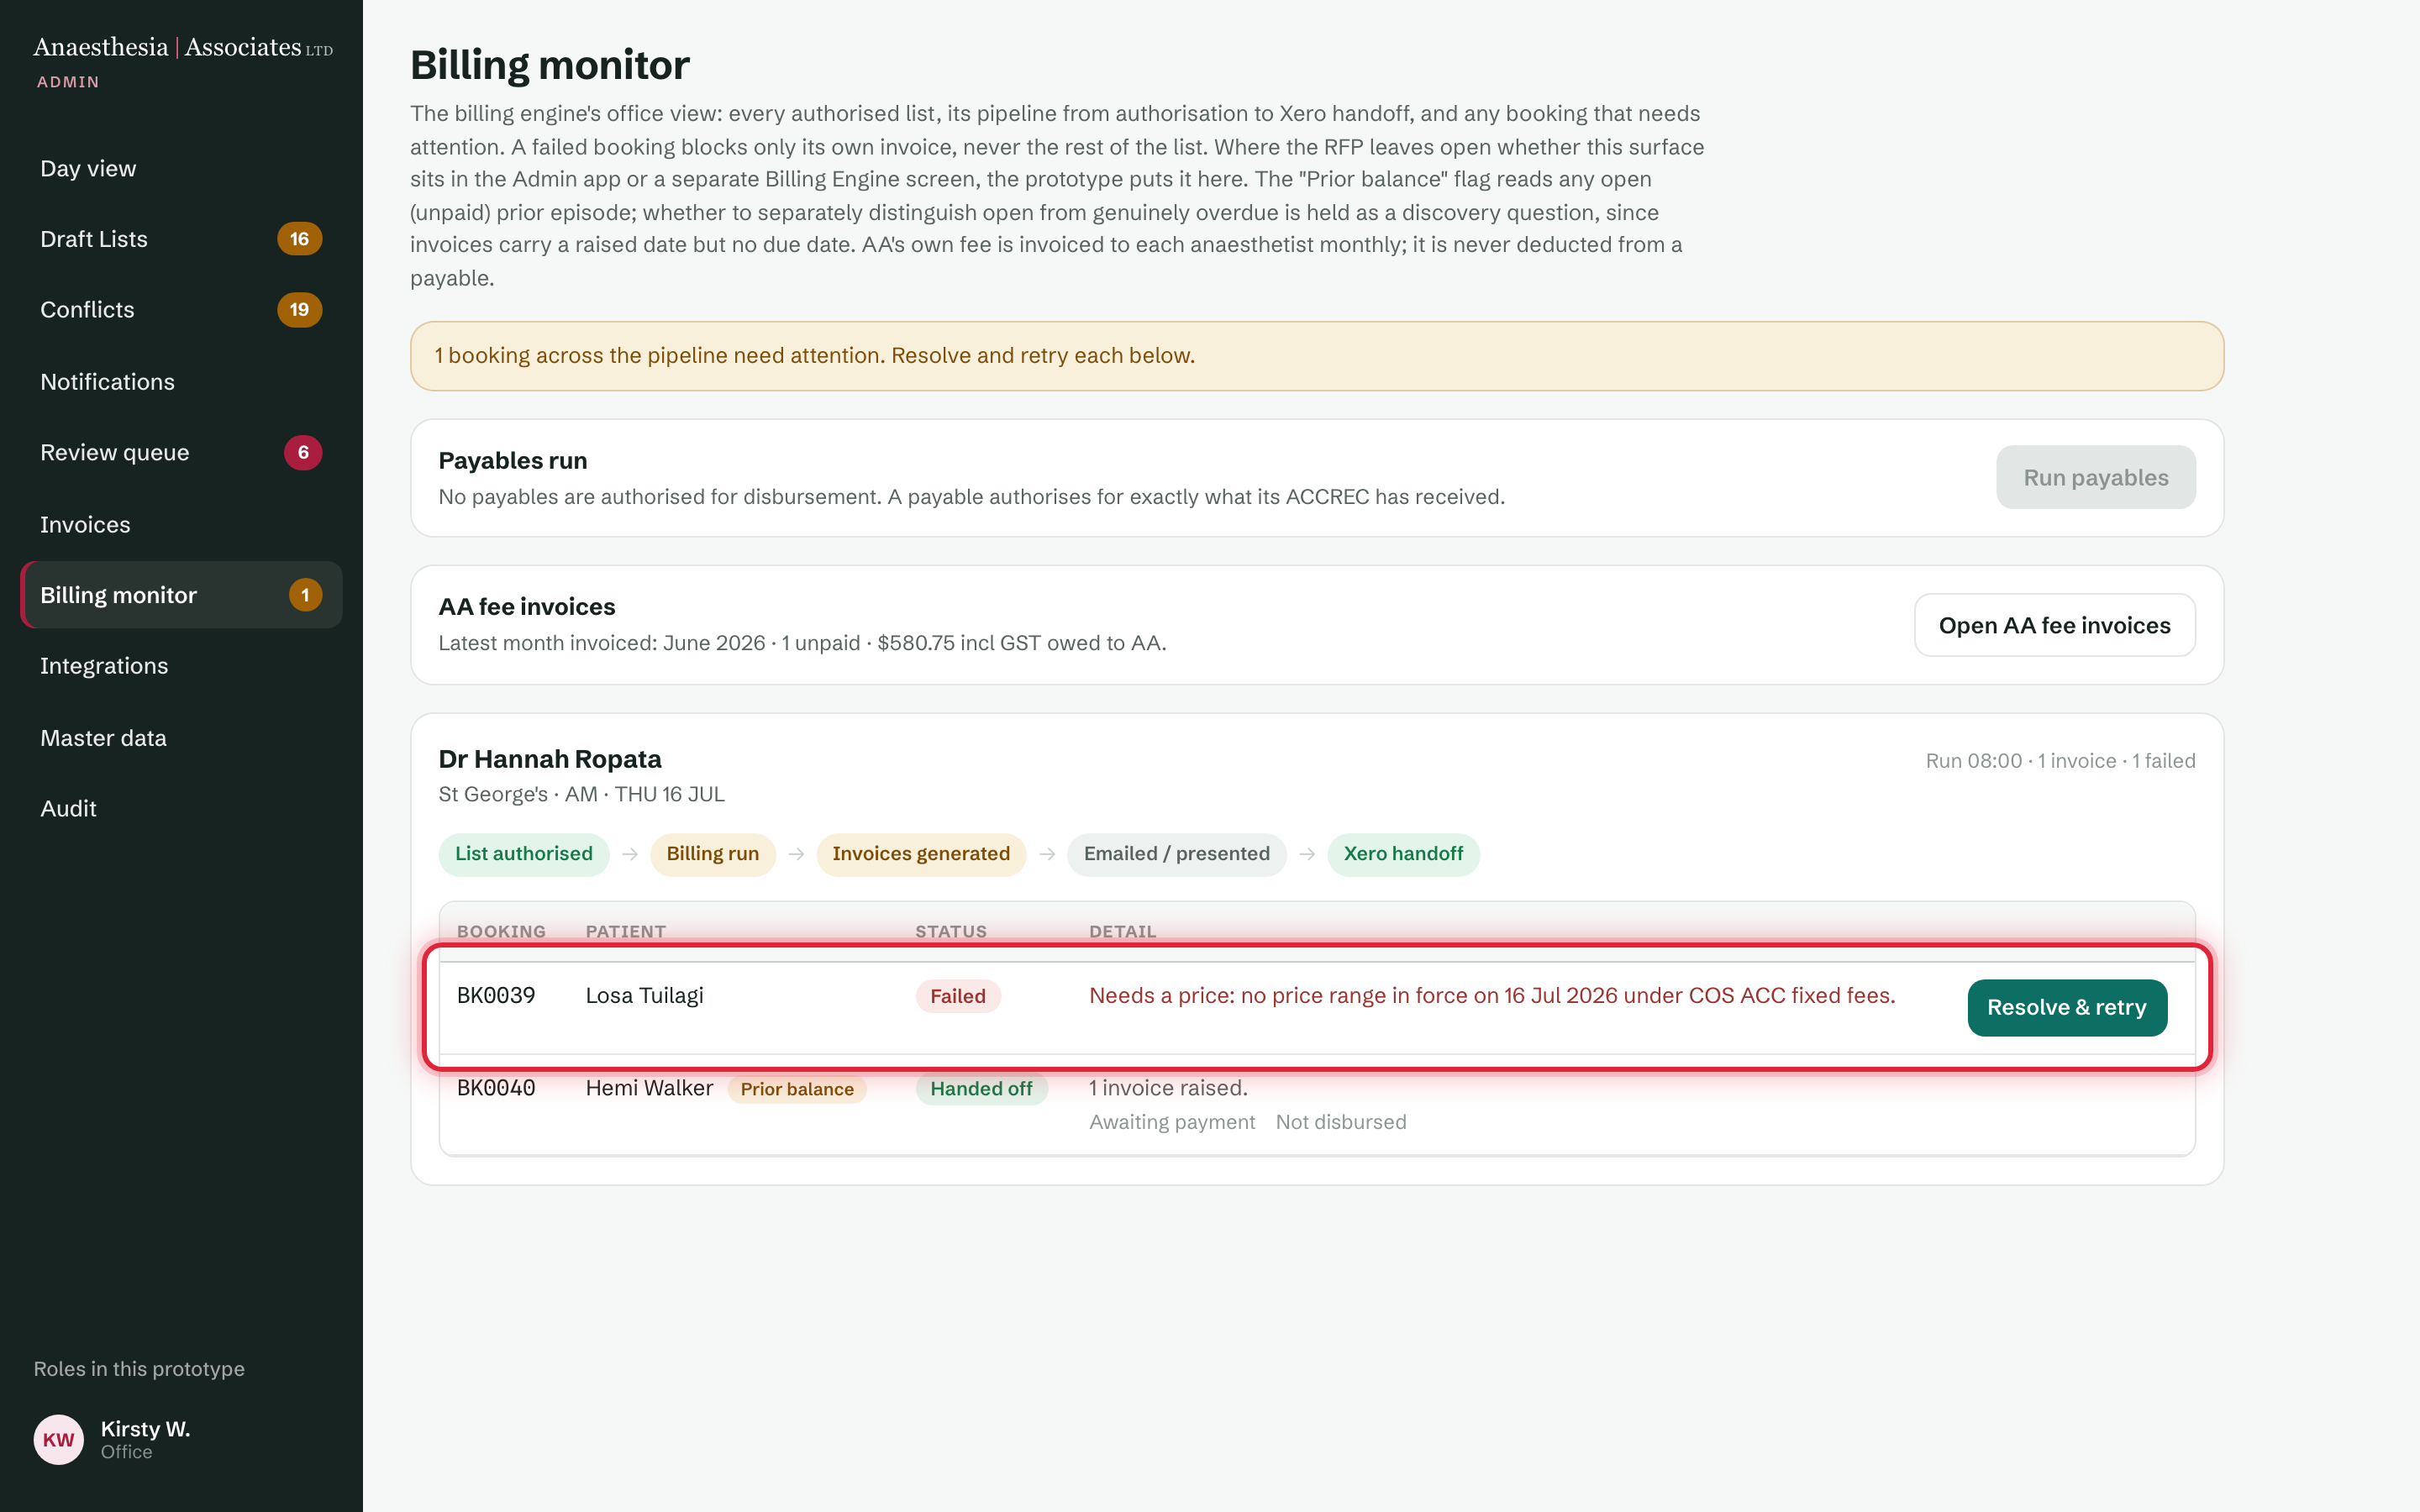 Anaesthesia | Associates LTD
ADMIN
Day view
Draft Lists 16
Conflicts 19
Notifications
Review queue 6
Invoices
Billing monitor 1
Integrations
Master data
Audit
Roles in this prototype
KW
Kirsty W.
Office
Billing monitor
The billing engine's office view: every authorised list, its pipeline from authorisation to Xero handoff, and any booking that needs
attention. A failed booking blocks only its own invoice, never the rest of the list. Where the RFP leaves open whether this surface
sits in the Admin app or a separate Billing Engine screen, the prototype puts it here. The "Prior balance" flag reads any open
(unpaid) prior episode; whether to separately distinguish open from genuinely overdue is held as a discovery question, since
invoices carry a raised date but no due date. AA's own fee is invoiced to each anaesthetist monthly; it is never deducted from a
payable.
1 booking across the pipeline need attention. Resolve and retry each below.
Payables run
No payables are authorised for disbursement. A payable authorises for exactly what its ACCREC has received.
Run payables
AA fee invoices
Latest month invoiced: June 2026 · 1 unpaid · $580.75 incl GST owed to AA.
Open AA fee invoices
Dr Hannah Ropata
Run 08:00 · 1 invoice · 1 failed
St George's · AM · THU 16 JUL
List authorised → Billing run → Invoices generated → Emailed / presented → Xero handoff
BOOKING PATIENT STATUS DETAIL
BK0039 Losa Tuilagi Failed Needs a price: no price range in force on 16 Jul 2026 under COS ACC fixed fees. Resolve & retry
BK0040 Hemi Walker Prior balance Handed off 1 invoice raised.
Awaiting payment Not disbursed